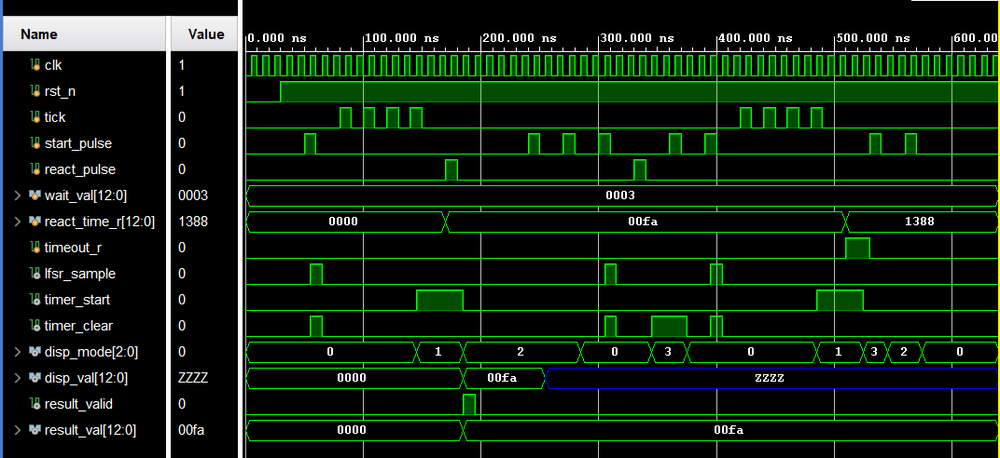 Name Value
0.000 ns 100.000 ns 200.000 ns 300.000 ns 400.000 ns 500.000 ns 600.00
clk 1
rst_n 1
tick 0
start_pulse 0
react_pulse 0
wait_val[12:0] 0003 0003
react_time_r[12:0] 1388 0000 00fa 1388
timeout_r 0
lfsr_sample 0
timer_start 0
timer_clear 0
disp_mode[2:0] 0 0 1 2 0 3 0 1 3 2 0
disp_val[12:0] ZZZZ 0000 00fa ZZZZ
result_valid 0
result_val[12:0] 00fa 0000 00fa